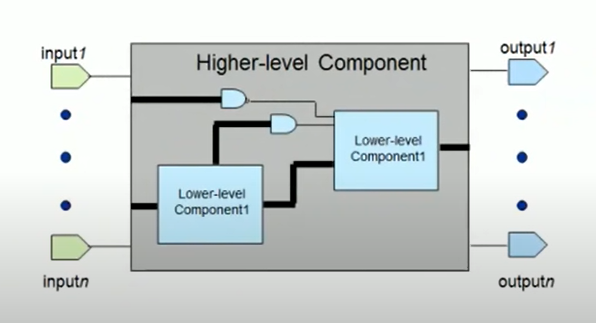 input1
output1
Higher-level Component
Lower-level
Component1
Lower-level
Component1
inputn
outputn